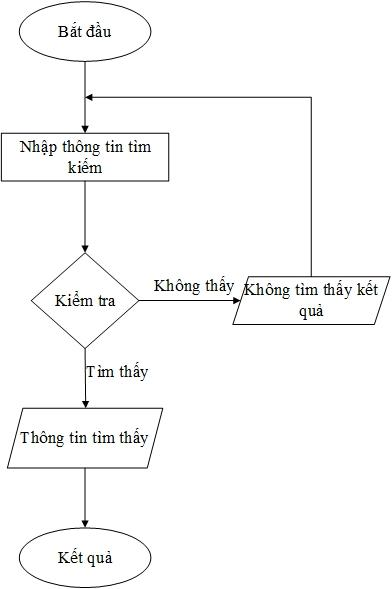 Bắt đầu
Nhập thông tin tìm
kiếm
Kiểm tra
Không thấy
Không tìm thấy kết
quả
Tìm thấy
Thông tin tìm thấy
Kết quả